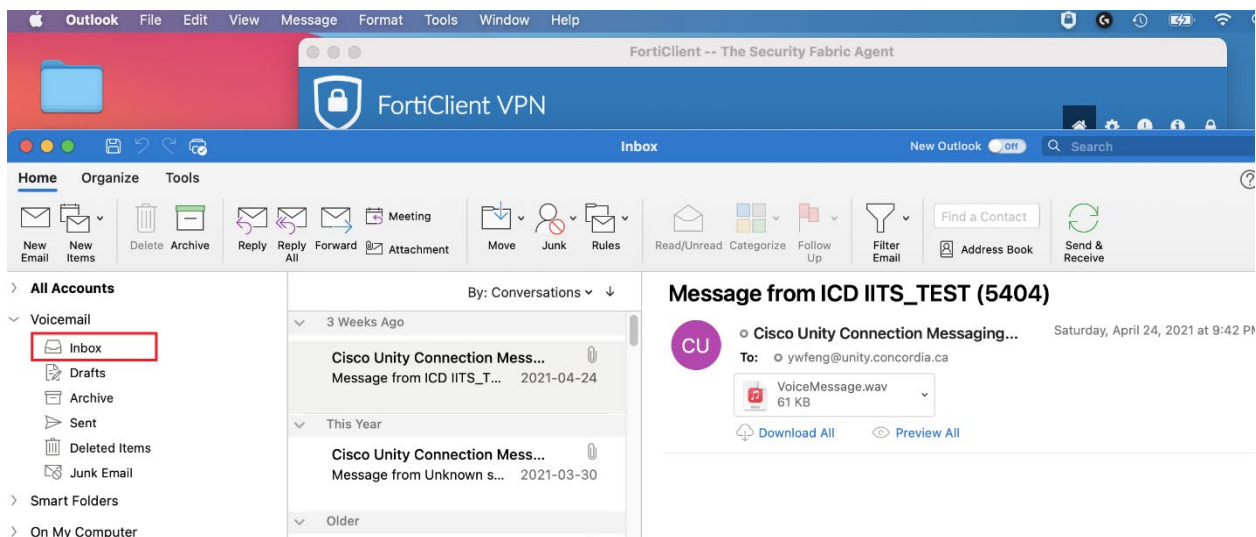 Outlook File Edit View Message Format Tools Window Help
FortiClient -- The Security Fabric Agent
FortiClient VPN
Inbox New Outlook Off Search
Home Organize Tools
New Email New Items Delete Archive Reply Reply All Forward Meeting Attachment Move Junk Rules Read/Unread Categorize Follow Up Filter Email Find a Contact Address Book Send & Receive
All Accounts
Voicemail
Inbox
Drafts
Archive
Sent
Deleted Items
Junk Email
Smart Folders
On My Computer
By: Conversations
3 Weeks Ago
Cisco Unity Connection Mess...
Message from ICD IITS_T... 2021-04-24
This Year
Cisco Unity Connection Mess...
Message from Unknown s... 2021-03-30
Older
Message from ICD IITS_TEST (5404)
CU
Cisco Unity Connection Messaging... Saturday, April 24, 2021 at 9:42 PM
To: ywfeng@unity.concordia.ca
VoiceMessage.wav
61 KB
Download All Preview All